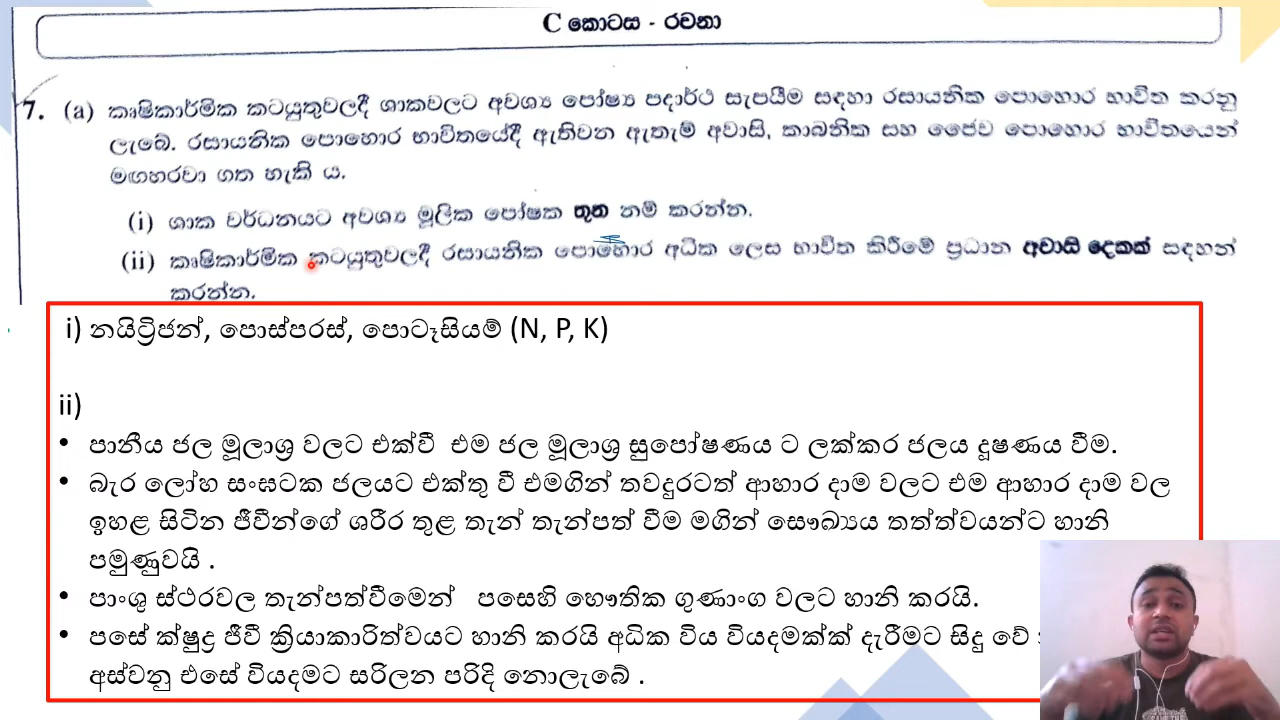 C කොටස - රචනා
7. (a) කෘෂිකාර්මික කටයුතුවලදී ශාකවලට අවශ්‍ය පෝෂ්‍ය පදාර්ථ සැපයීම සඳහා රසායනික පොහොර භාවිත කරනු
ලැබේ. රසායනික පොහොර භාවිතයේදී ඇතිවන ඇතැම් අවාසි, කාබනික සහ ජෛව පොහොර භාවිතයෙන්
මඟහරවා ගත හැකි ය.
(i) ශාක වර්ධනයට අවශ්‍ය මූලික පෝෂක තුන නම් කරන්න.
(ii) කෘෂිකාර්මික කටයුතුවලදී රසායනික පොහොර අධික ලෙස භාවිත කිරීමේ ප්‍රධාන අවාසි දෙකක් සඳහන්
කරන්න.
i) නයිට්‍රිජන්, පොස්පරස්, පොටෑසියම් (N, P, K)
ii)
• පානීය ජල මූලාශ්‍ර වලට එක්වී එම ජල මූලාශ්‍ර සුපෝෂණය ට ලක්කර ජලය දූෂණය වීම.
• බැර ලෝහ සංඝටක ජලයට එක්තු වී එමගින් තවදුරටත් ආහාර දාම වලට එම ආහාර දාම වල
ඉහළ සිටින ජීවීන්ගේ ශරීර තුළ තැන් තැන්පත් වීම මගින් සෞඛ්‍යය තත්ත්වයන්ට හානි
පමුණුවයි .
• පාංශු ස්ථරවල තැන්පත්වීමෙන් පසෙහි භෞතික ගුණාංග වලට හානි කරයි.
• පසේ ක්ෂුද්‍ර ජීවී ක්‍රියාකාරිත්වයට හානි කරයි අධික විය වියදමක්ක් දැරීමට සිදු වේ
අස්වනු එසේ වියදමට සරිලන පරිදි නොලැබේ .